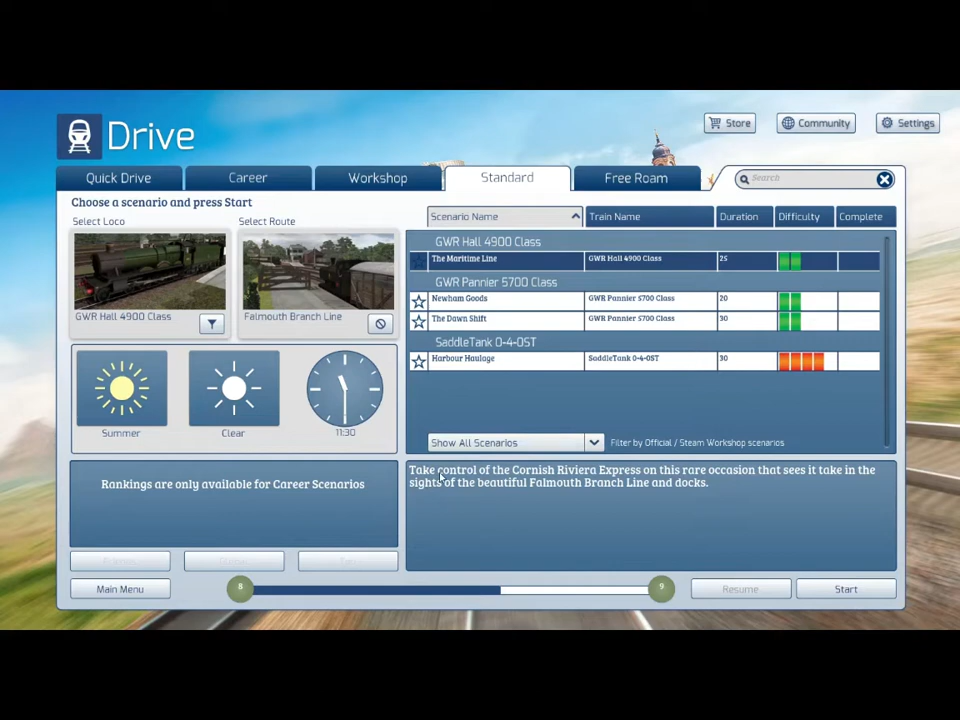 Drive
Store
Community
Settings
Quick Drive
Career
Workshop
Standard
Free Roam
Search
Choose a scenario and press Start
Select Loco
Select Route
GWR Hall 4900 Class
Falmouth Branch Line
Scenario Name
Train Name
Duration
Difficulty
Complete
GWR Hall 4900 Class
The Maritime Line
GWR Hall 4900 Class
25
GWR Pannier 5700 Class
Newham Goods
GWR Pannier 5700 Class
20
The Dawn Shift
GWR Pannier 5700 Class
30
SaddleTank 0-4-0ST
Harbour Haulage
SaddleTank 0-4-0ST
30
Summer
Clear
11:30
Show All Scenarios
Filter by Official / Steam Workshop scenarios
Rankings are only available for Career Scenarios
Take control of the Cornish Riviera Express on this rare occasion that sees it take in the
sights of the beautiful Falmouth Branch Line and docks.
Main Menu
8
9
Resume
Start